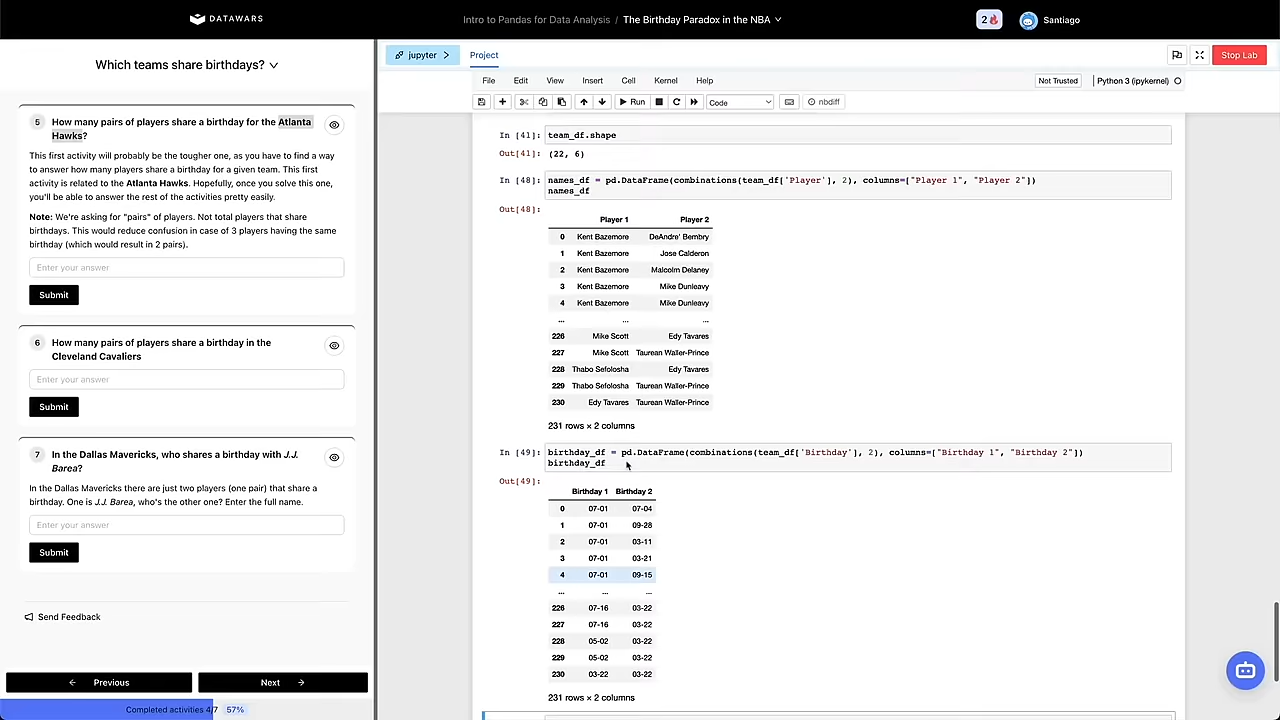 DATAWARS
Intro to Pandas for Data Analysis / The Birthday Paradox in the NBA
2
Santiago
Which teams share birthdays?
5 How many pairs of players share a birthday for the Atlanta
Hawks?
This first activity will probably be the tougher one, as you have to find a way
to answer how many players share a birthday for a given team. This first
activity is related to the Atlanta Hawks. Hopefully, once you solve this one,
you'll be able to answer the rest of the activities pretty easily.
Note: We're asking for "pairs" of players. Not total players that share
birthdays. This would reduce confusion in case of 3 players having the same
birthday (which would result in 2 pairs).
Enter your answer
Submit
6 How many pairs of players share a birthday in the
Cleveland Cavaliers
Enter your answer
Submit
7 In the Dallas Mavericks, who shares a birthday with J.J.
Barea?
In the Dallas Mavericks there are just two players (one pair) that share a
birthday. One is J.J. Barea, who's the other one? Enter the full name.
Enter your answer
Submit
Send Feedback
← Previous
Next →
Completed activities 4/7 57%
jupyter
Project
Stop Lab
File Edit View Insert Cell Kernel Help
Not Trusted
Python 3 (ipykernel)
Run
Code
nbdiff
In [41]: team_df.shape
Out[41]: (22, 6)
In [48]: names_df = pd.DataFrame(combinations(team_df['Player'], 2), columns=["Player 1", "Player 2"])
names_df
Out[48]:
Player 1 Player 2
0 Kent Bazemore DeAndre' Bembry
1 Kent Bazemore Jose Calderon
2 Kent Bazemore Malcolm Delaney
3 Kent Bazemore Mike Dunleavy
4 Kent Bazemore Mike Dunleavy
... ... ...
226 Mike Scott Edy Tavares
227 Mike Scott Taurean Waller-Prince
228 Thabo Sefolosha Edy Tavares
229 Thabo Sefolosha Taurean Waller-Prince
230 Edy Tavares Taurean Waller-Prince
231 rows × 2 columns
In [49]: birthday_df = pd.DataFrame(combinations(team_df['Birthday'], 2), columns=["Birthday 1", "Birthday 2"])
birthday_df
Out[49]:
Birthday 1 Birthday 2
0 07-01 07-04
1 07-01 09-28
2 07-01 03-11
3 07-01 03-21
4 07-01 09-15
... ... ...
226 07-16 03-22
227 07-16 03-22
228 05-02 03-22
229 05-02 03-22
230 03-22 03-22
231 rows × 2 columns